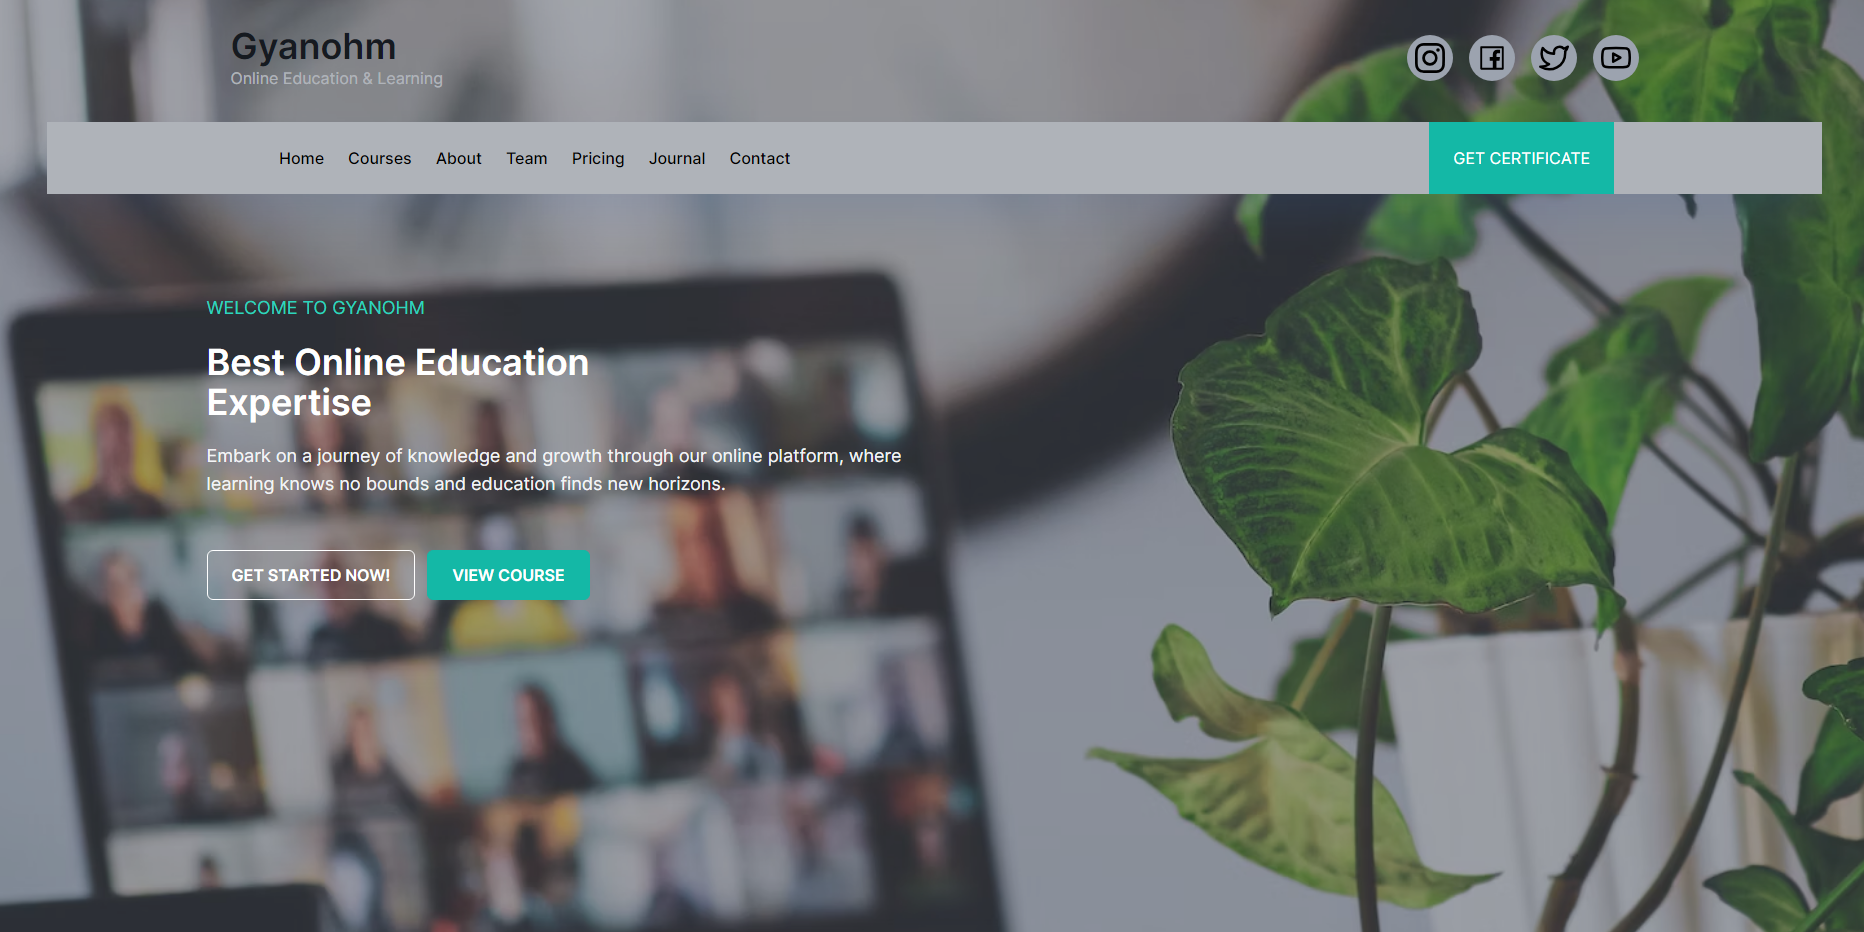 Gyanohm
Online Education & Learning
Home Courses About Team Pricing Journal Contact
GET CERTIFICATE
WELCOME TO GYANOHM
Best Online Education
Expertise
Embark on a journey of knowledge and growth through our online platform, where
learning knows no bounds and education finds new horizons.
GET STARTED NOW!
VIEW COURSE